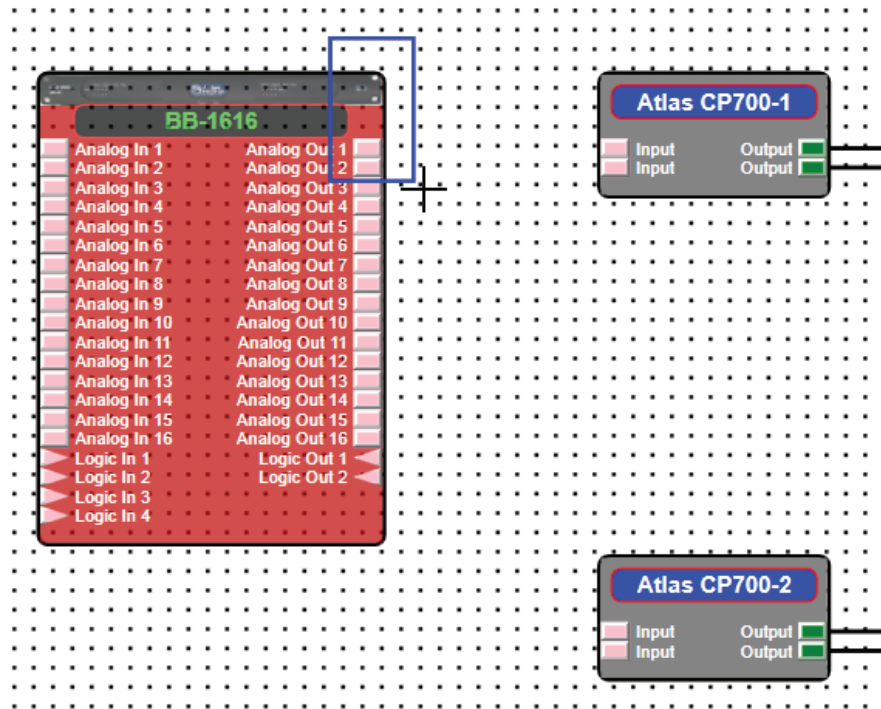 BB-1616
Analog In 1 Analog Out 1
Analog In 2 Analog Out 2
Analog In 3 Analog Out 3
Analog In 4 Analog Out 4
Analog In 5 Analog Out 5
Analog In 6 Analog Out 6
Analog In 7 Analog Out 7
Analog In 8 Analog Out 8
Analog In 9 Analog Out 9
Analog In 10 Analog Out 10
Analog In 11 Analog Out 11
Analog In 12 Analog Out 12
Analog In 13 Analog Out 13
Analog In 14 Analog Out 14
Analog In 15 Analog Out 15
Analog In 16 Analog Out 16
Logic In 1 Logic Out 1
Logic In 2 Logic Out 2
Logic In 3
Logic In 4
Atlas CP700-1
Input Output
Input Output
Atlas CP700-2
Input Output
Input Output